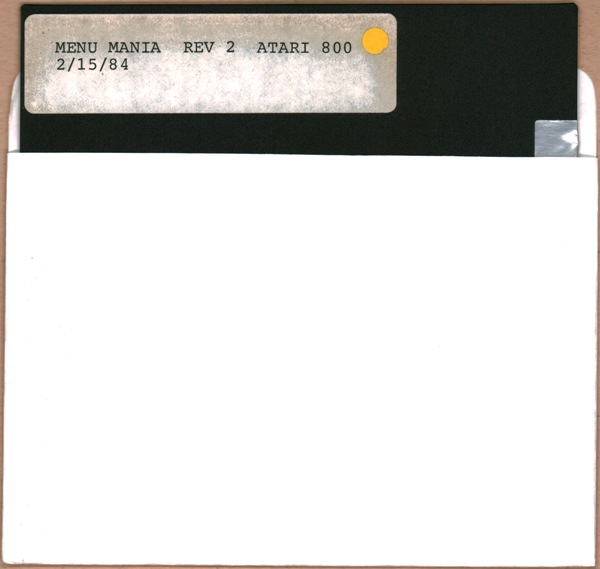 MENU MANIA REV 2 ATARI 800
2/15/84